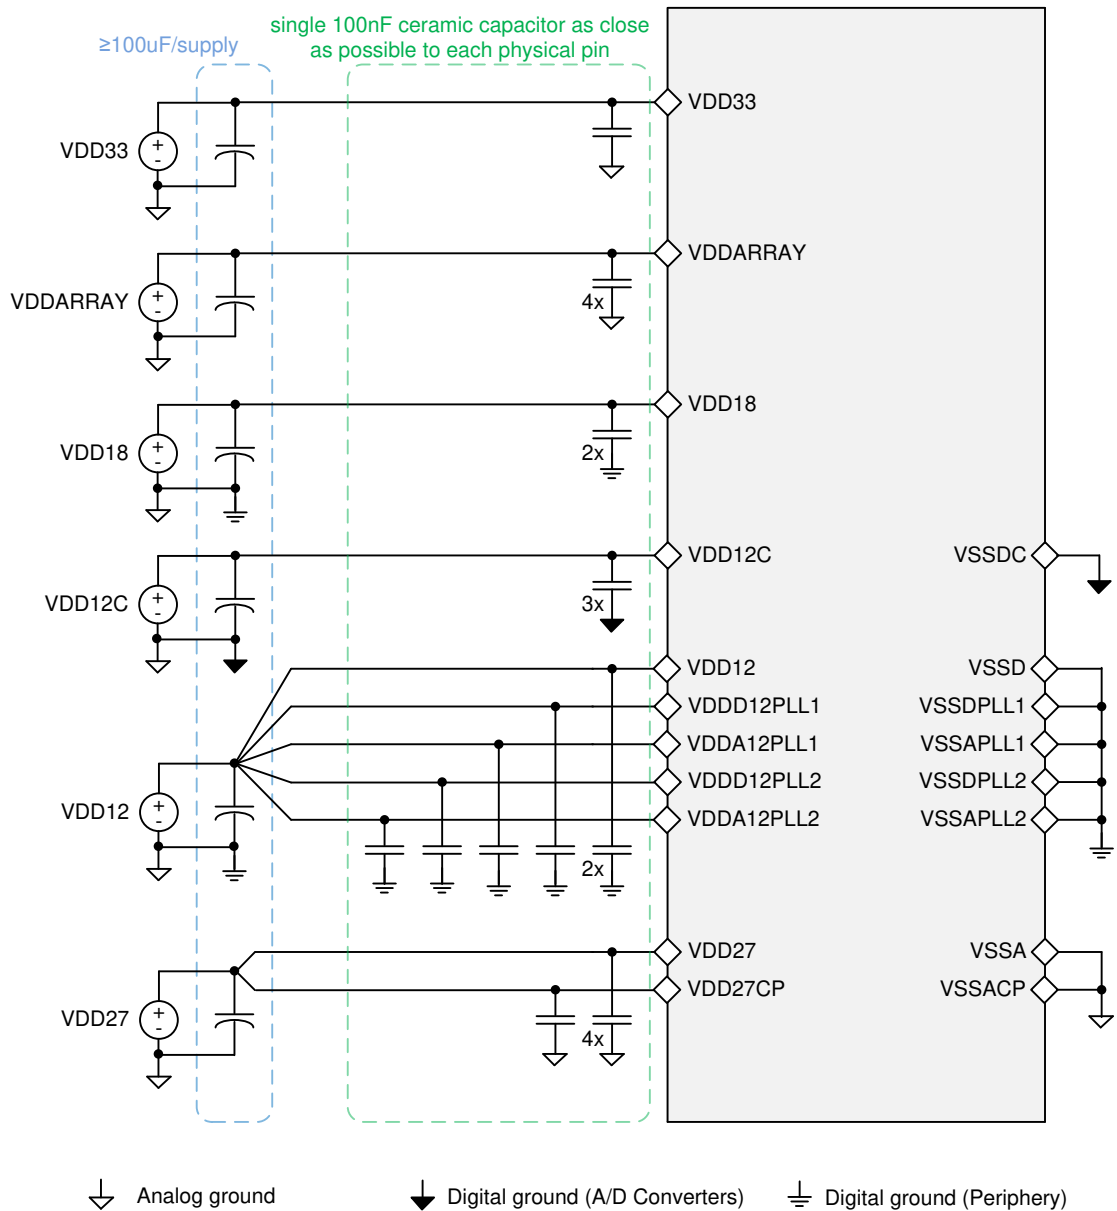 single 100nF ceramic capacitor as close
as possible to each physical pin
≥100uF/supply
VDD33
+
-
VDD33
VDDARRAY
+
-
4x
VDDARRAY
VDD18
+
-
2x
VDD18
VDD12C
+
-
3x
VDD12C
VSSDC
VDD12
VSSD
VDDD12PLL1
VSSDPLL1
VDDA12PLL1
VSSAPLL1
VDDD12PLL2
VSSDPLL2
VDD12
+
-
VDDA12PLL2
VSSAPLL2
2x
VDD27
VSSA
VDD27CP
VSSACP
VDD27
+
-
4x
Analog ground
Digital ground (A/D Converters)
Digital ground (Periphery)